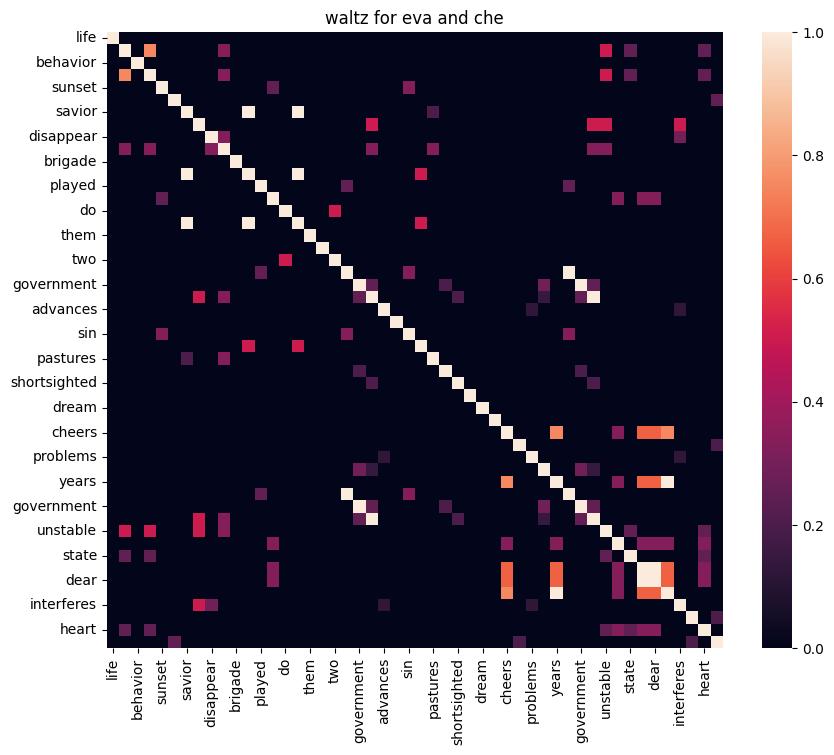 waltz for eva and che
life
behavior
sunset
savior
disappear
brigade
played
do
them
two
government
advances
sin
pastures
shortsighted
dream
cheers
problems
years
government
unstable
state
dear
interferes
heart
1.0
0.8
0.6
0.4
0.2
0.0
life
behavior
sunset
savior
disappear
brigade
played
do
them
two
government
advances
sin
pastures
shortsighted
dream
cheers
problems
years
government
unstable
state
dear
interferes
heart